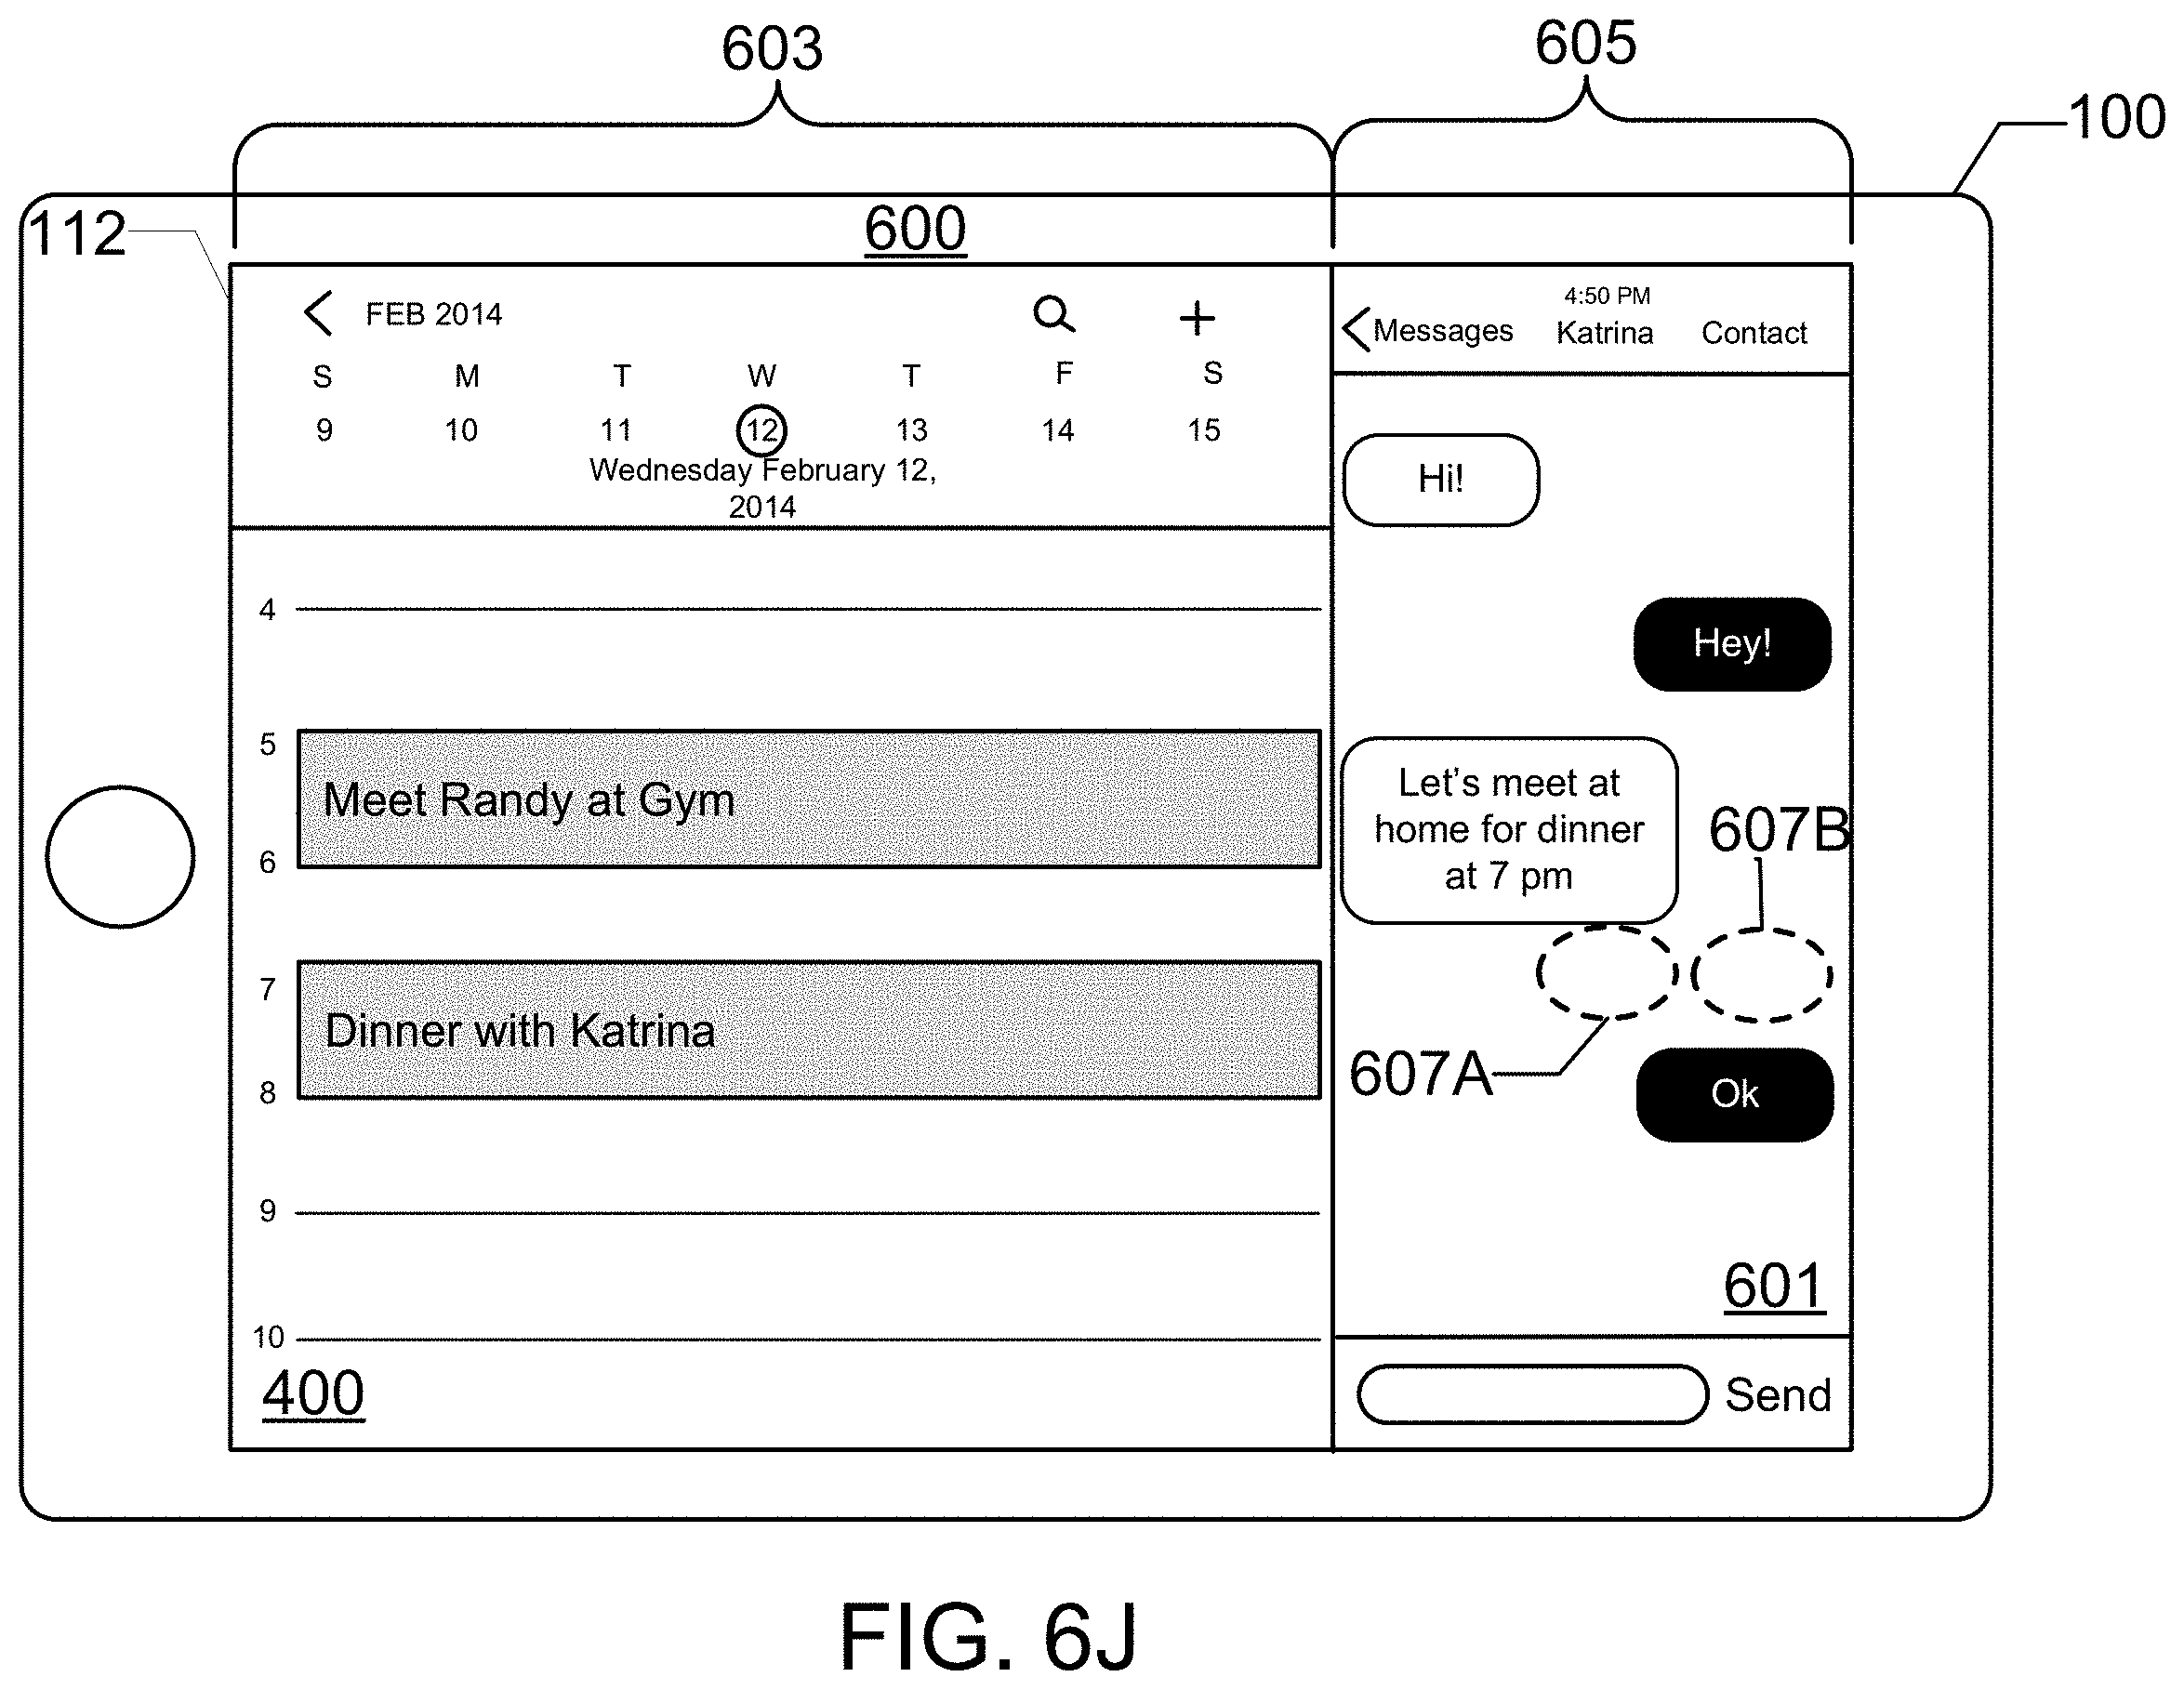 603
605
100
112
600
FEB 2014
S M T W T F S
9 10 11 12 13 14 15
Wednesday February 12,
2014
4
5
Meet Randy at Gym
6
7
Dinner with Katrina
8
9
10
400
4:50 PM
Messages Katrina Contact
Hi!
Hey!
Let's meet at
home for dinner
at 7 pm
607B
607A
Ok
601
Send
FIG. 6J